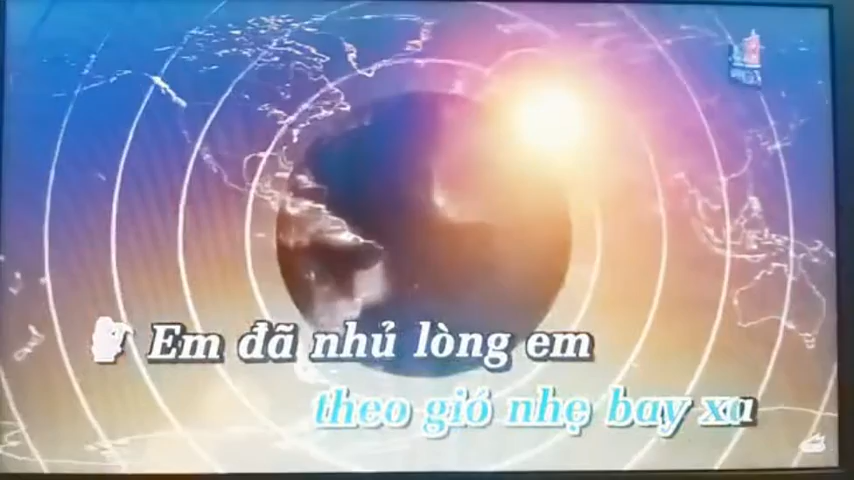 Em đã nhủ lòng em
theo gió nhẹ bay xa